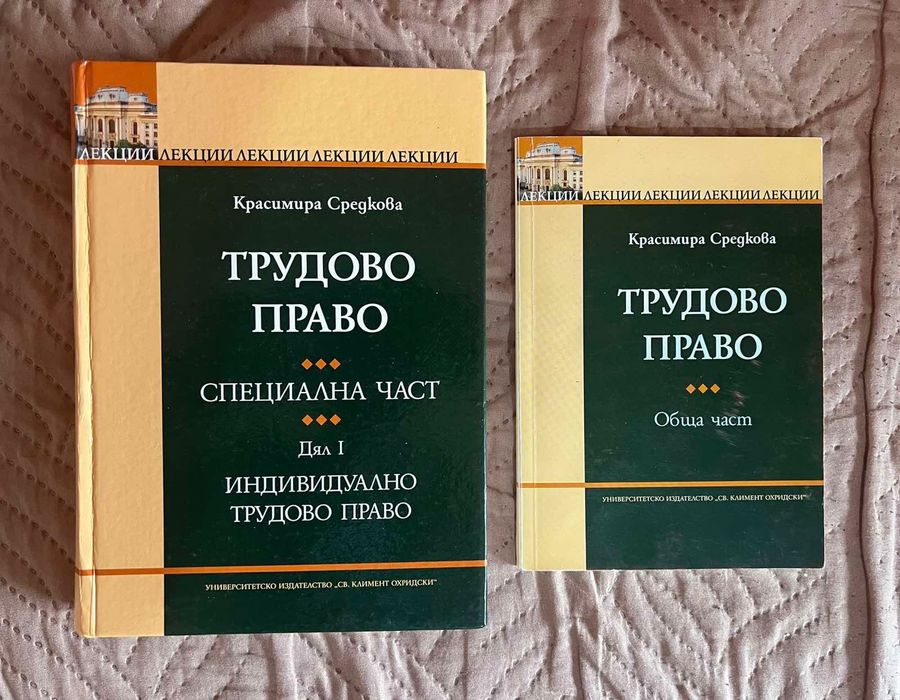 ЛЕКЦИИ ЛЕКЦИИ ЛЕКЦИИ ЛЕКЦИИ ЛЕКЦИИ
Красимира Средкова
ТРУДОВО
ПРАВО
СПЕЦИАЛНА ЧАСТ
Дял I
ИНДИВИДУАЛНО
ТРУДОВО ПРАВО
УНИВЕРСИТЕТСКО ИЗДАТЕЛСТВО „СВ. КЛИМЕНТ ОХРИДСКИ“
ЛЕКЦИИ ЛЕКЦИИ ЛЕКЦИИ ЛЕКЦИИ ЛЕКЦИИ
Красимира Средкова
ТРУДОВО
ПРАВО
Обща част
УНИВЕРСИТЕТСКО ИЗДАТЕЛСТВО „СВ. КЛИМЕНТ ОХРИДСКИ“